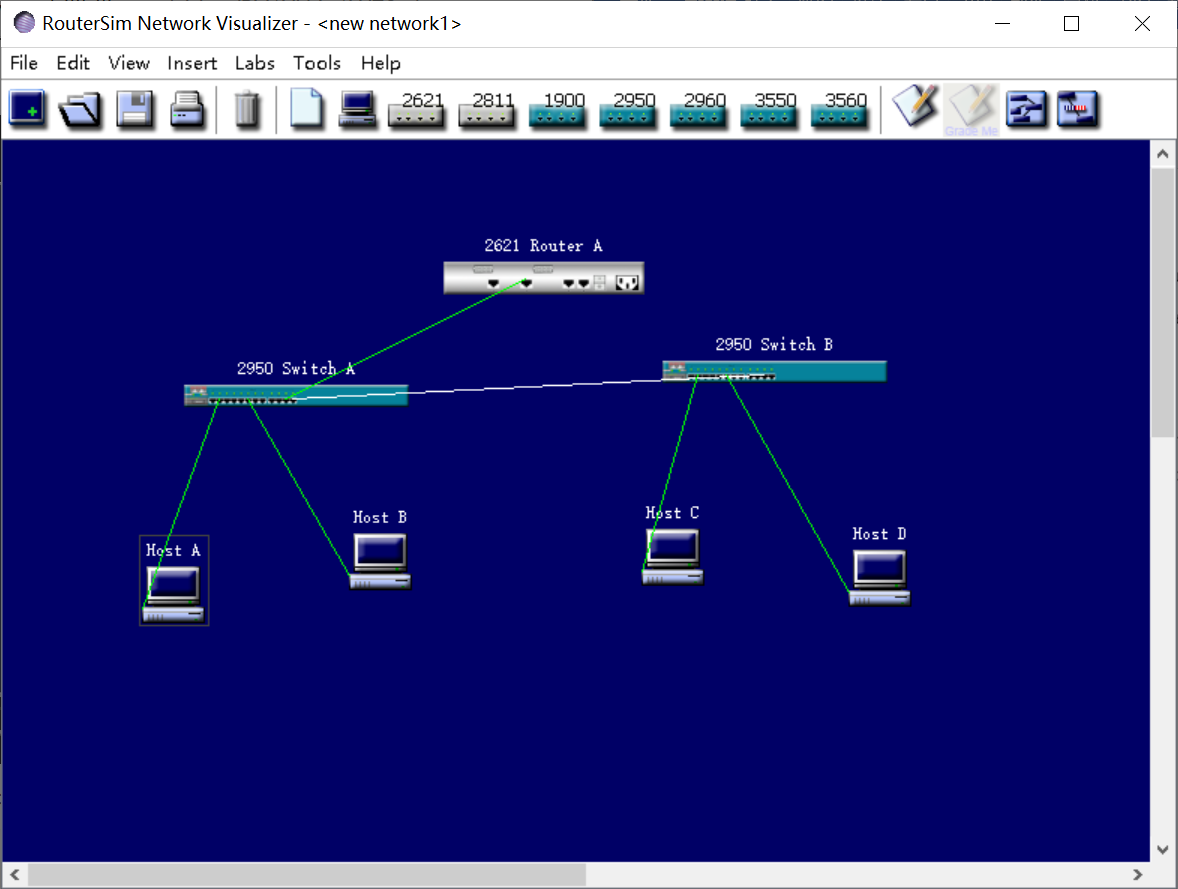 RouterSim Network Visualizer - <new network1>
File Edit View Insert Labs Tools Help
2621 2811 1900 2950 2960 3550 3560
Grade Me
2621 Router A
2950 Switch B
2950 Switch A
Host C
Host B
Host D
Host A